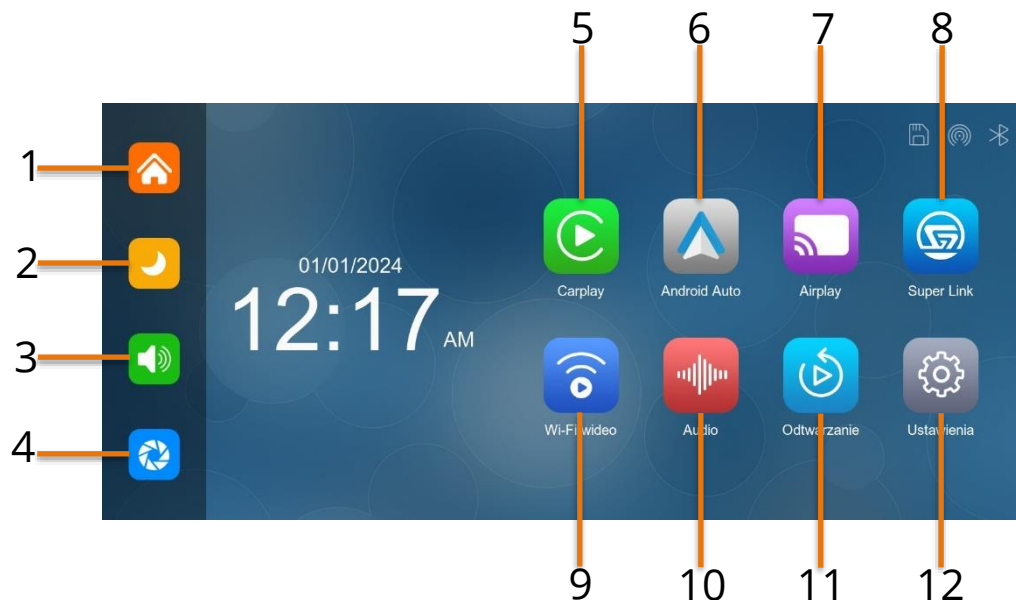 5 6 7 8
1
2
3
4
01/01/2024
12:17 AM
Carplay Android Auto Airplay Super Link
Wi-Fi wideo Audio Odtwarzanie Ustawienia
9 10 11 12